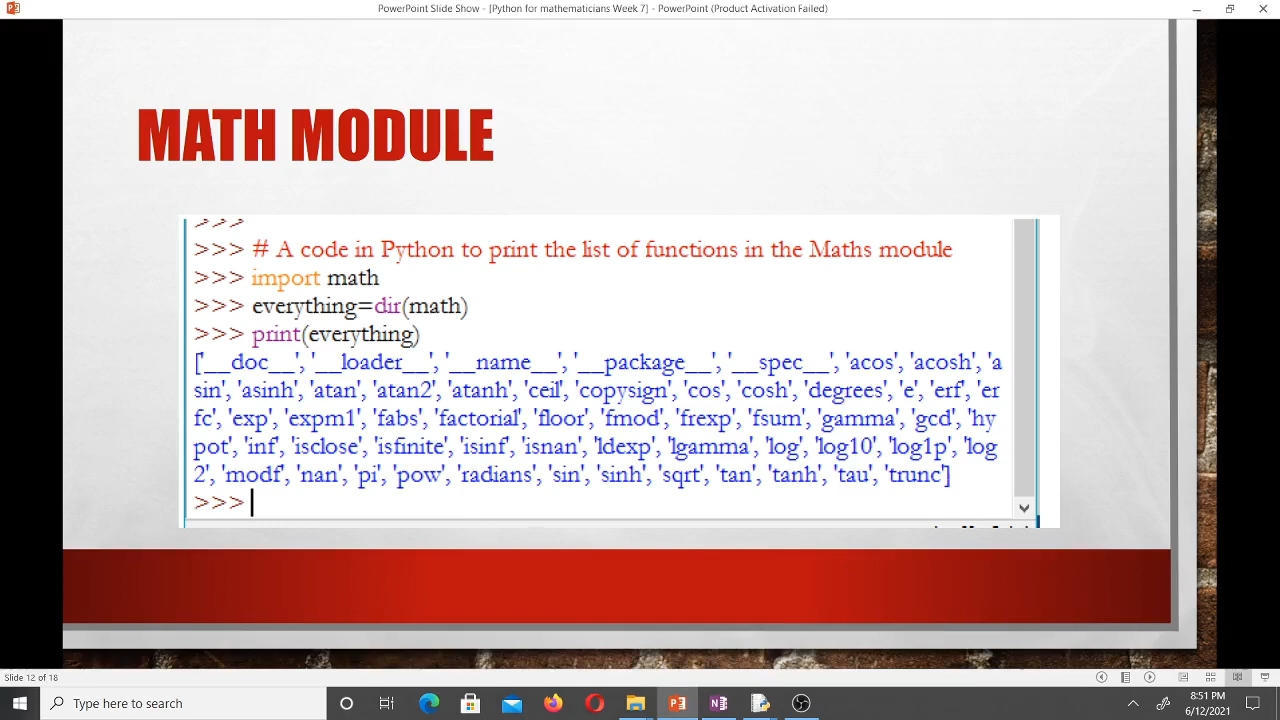 PowerPoint Slide Show - [Python for mathematicians Week 7] - PowerPoint (Product Activation Failed)
MATH MODULE
>>>
>>> # A code in Python to print the list of functions in the Maths module
>>> import math
>>> everything=dir(math)
>>> print(everything)
['__doc__', '__loader__', '__name__', '__package__', '__spec__', 'acos', 'acosh', 'a
sin', 'asinh', 'atan', 'atan2', 'atanh', 'ceil', 'copysign', 'cos', 'cosh', 'degrees', 'e', 'erf', 'er
fc', 'exp', 'expm1', 'fabs', 'factorial', 'floor', 'fmod', 'frexp', 'fsum', 'gamma', 'gcd', 'hy
pot', 'inf', 'isclose', 'isfinite', 'isinf', 'isnan', 'ldexp', 'lgamma', 'log', 'log10', 'log1p', 'log
2', 'modf', 'nan', 'pi', 'pow', 'radians', 'sin', 'sinh', 'sqrt', 'tan', 'tanh', 'tau', 'trunc']
>>>
Slide 12 of 18
Type here to search
8:51 PM
6/12/2021